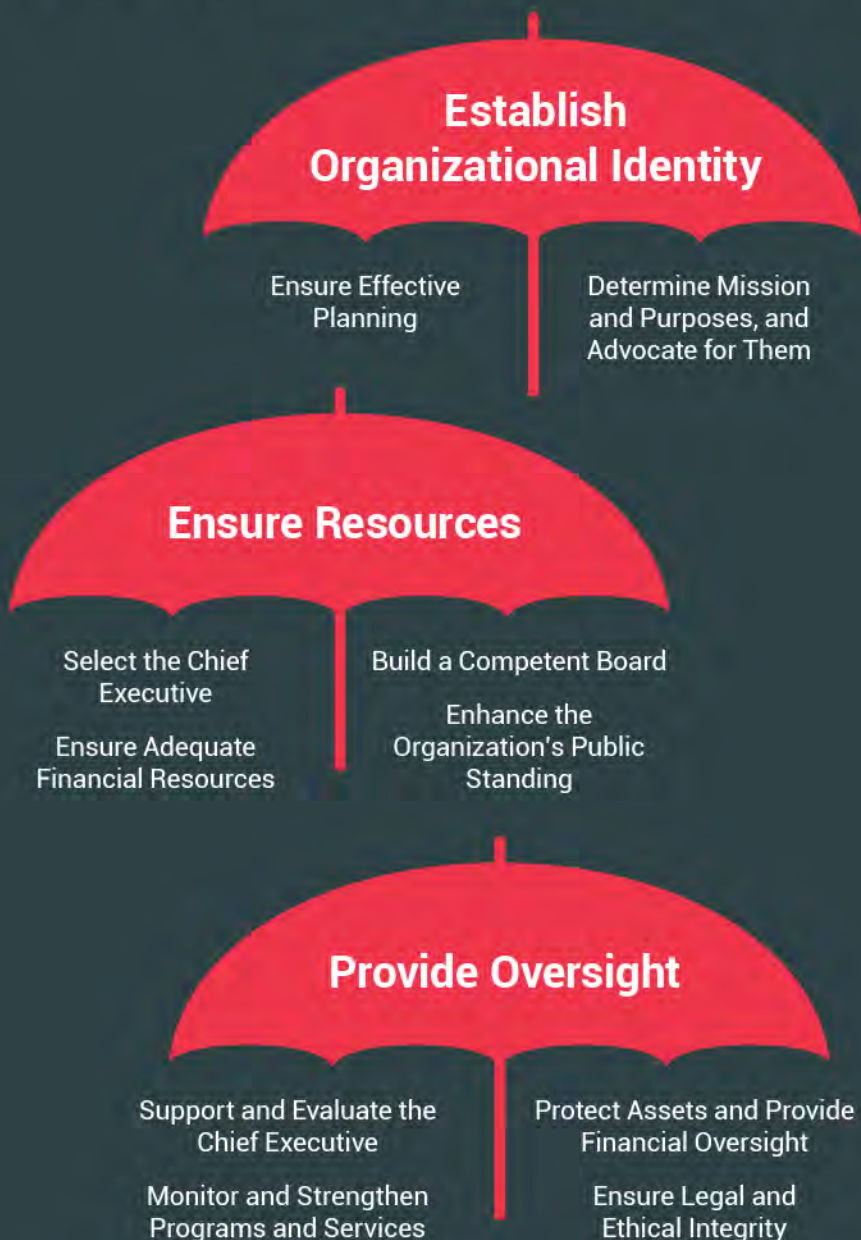 Establish
Organizational Identity
Ensure Effective
Planning
Determine Mission
and Purposes, and
Advocate for Them
Ensure Resources
Select the Chief
Executive
Ensure Adequate
Financial Resources
Build a Competent Board
Enhance the
Organization's Public
Standing
Provide Oversight
Support and Evaluate the
Chief Executive
Monitor and Strengthen
Programs and Services
Protect Assets and Provide
Financial Oversight
Ensure Legal and
Ethical Integrity